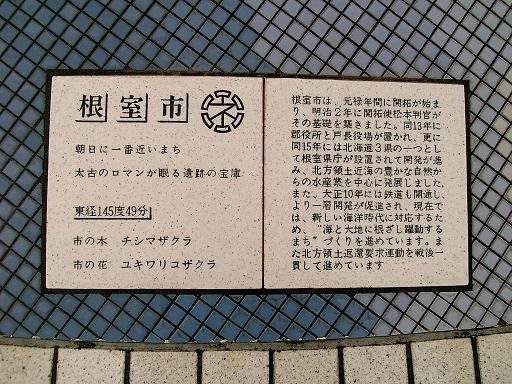 根室市
朝日に一番近いまち
太古のロマンが眠る遺跡の宝庫
東経145度49分
市の木 チシマザクラ
市の花 ユキワリコザクラ
根室市は、元禄年間に開拓が始ま
り、明治2年に開拓使松本判官が
その基礎を築きました。同13年に
郡役所と戸長役場が置かれ、更に
同15年には北海道3県の一つとし
て根室県庁が設置されて開発が進
み、北方領土近海の豊かな自然か
らの水産業を中心に発展しました。
また、大正10年には鉄道も開通し、
より一層開発が促進され、現在で
は、新しい海洋時代に対応するた
め、“海と大地に根ざし躍動する
まち”づくりを進めています。ま
た北方領土返還要求運動を戦後一
貫して進めています